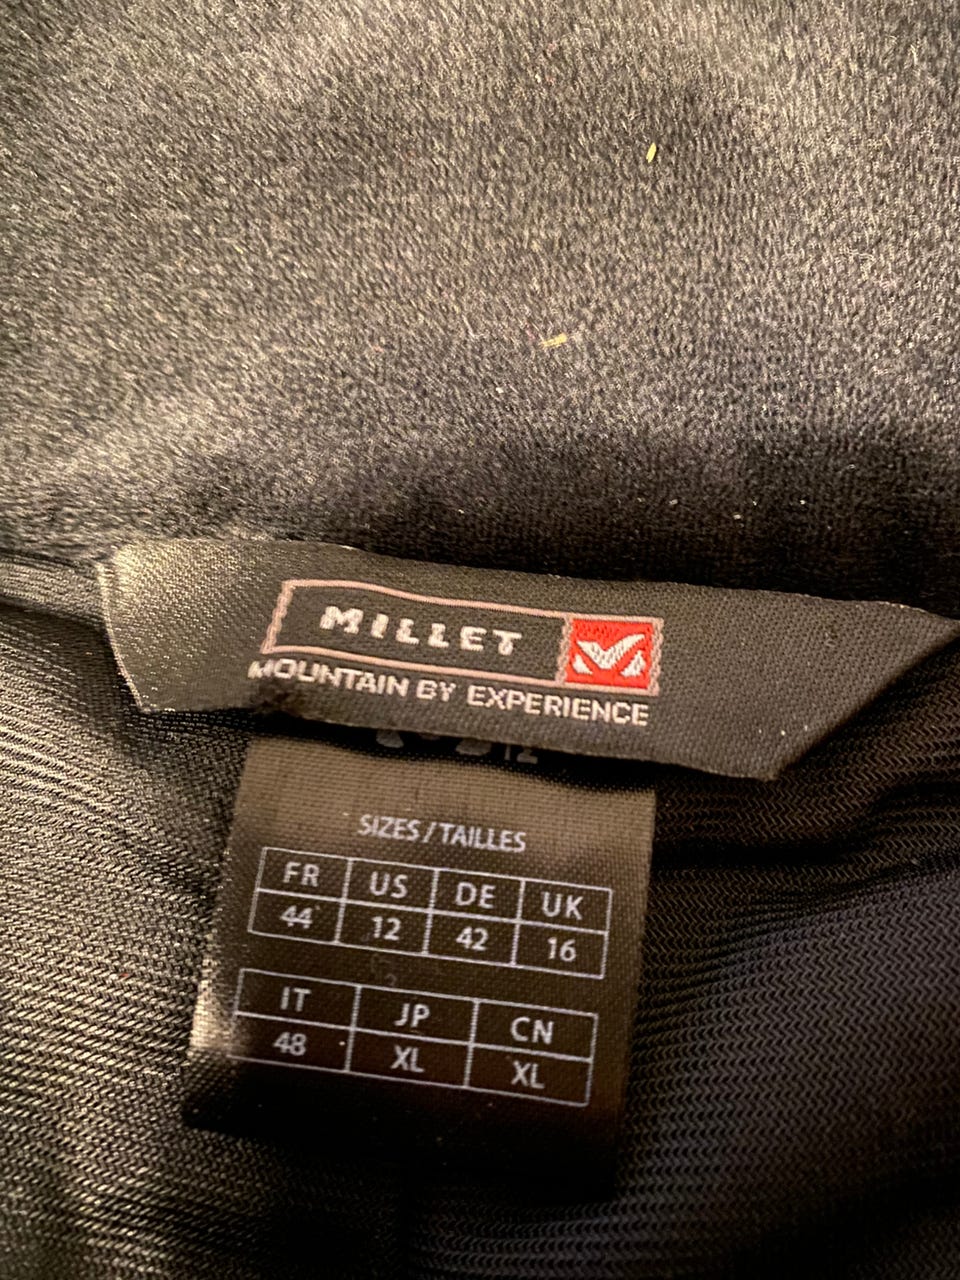 MILLET
MOUNTAIN BY EXPERIENCE
SIZES / TAILLES
FR US DE UK
44 12 42 16
IT JP CN
48 XL XL